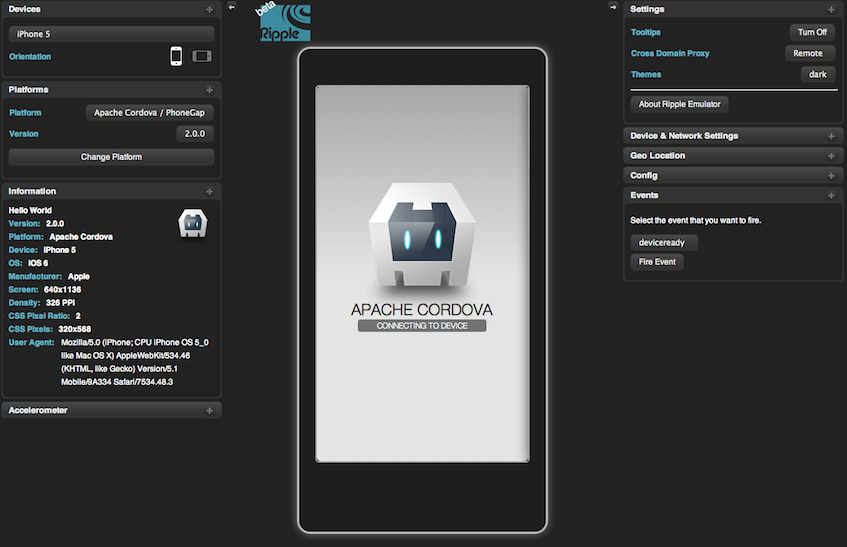 Devices
iPhone 5
Orientation
Platforms
Platform Apache Cordova / PhoneGap
Version 2.0.0
Change Platform
Information
Hello World
Version: 2.0.0
Platform: Apache Cordova
Device: iPhone 5
OS: iOS 6
Manufacturer: Apple
Screen: 640x1136
Density: 326 PPI
CSS Pixel Ratio: 2
CSS Pixels: 320x568
User Agent: Mozilla/5.0 (iPhone; CPU iPhone OS 5_0
like Mac OS X) AppleWebKit/534.46
(KHTML, like Gecko) Version/5.1
Mobile/9A334 Safari/7534.48.3
Accelerometer
beta
Ripple
APACHE CORDOVA
CONNECTING TO DEVICE
Settings
Tooltips Turn Off
Cross Domain Proxy Remote
Themes dark
About Ripple Emulator
Device & Network Settings
Geo Location
Config
Events
Select the event that you want to fire.
deviceready
Fire Event